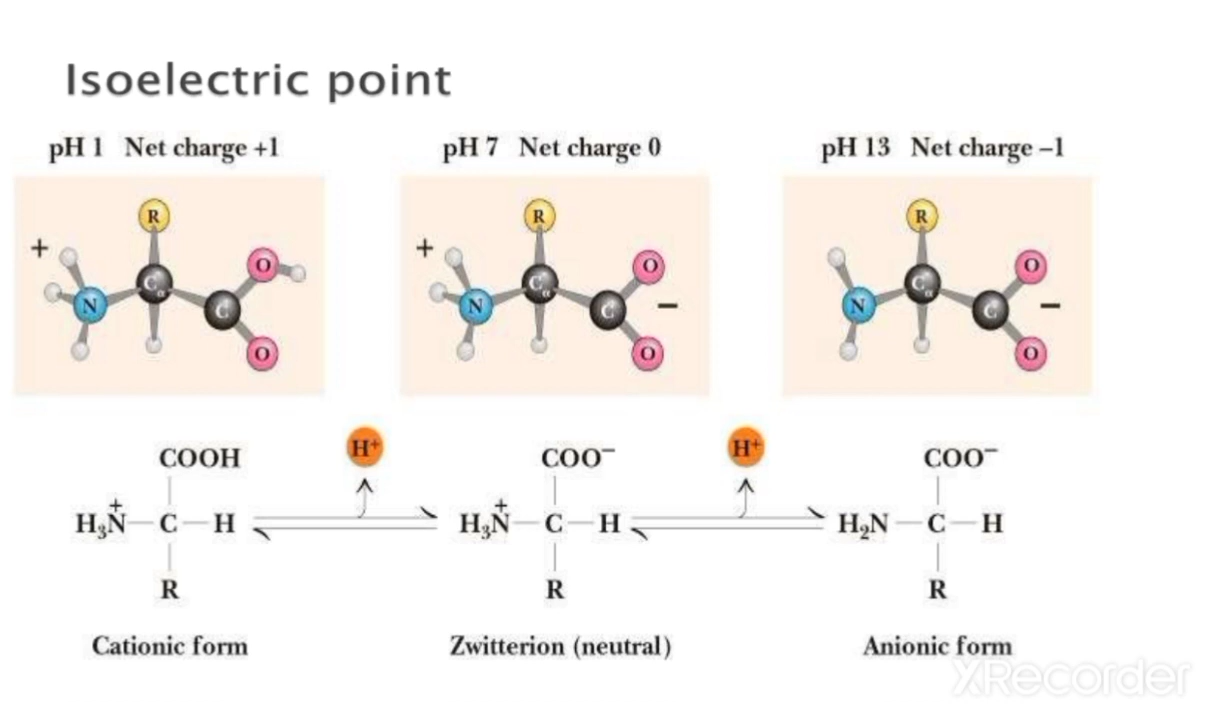 Isoelectric point
pH 1 Net charge +1
pH 7 Net charge 0
pH 13 Net charge –1
R
+
O
N
Cα
C
O
R
+
O
N
Cα
C
–
O
R
O
N
Cα
C
–
O
COOH
H₃N⁺ — C — H
R
H⁺
COO⁻
H₃N⁺ — C — H
R
H⁺
COO⁻
H₂N — C — H
R
Cationic form
Zwitterion (neutral)
Anionic form
XRecorder